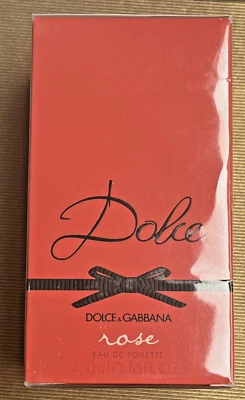 Dolce
DOLCE & GABBANA
rose
EAU DE TOILETTE